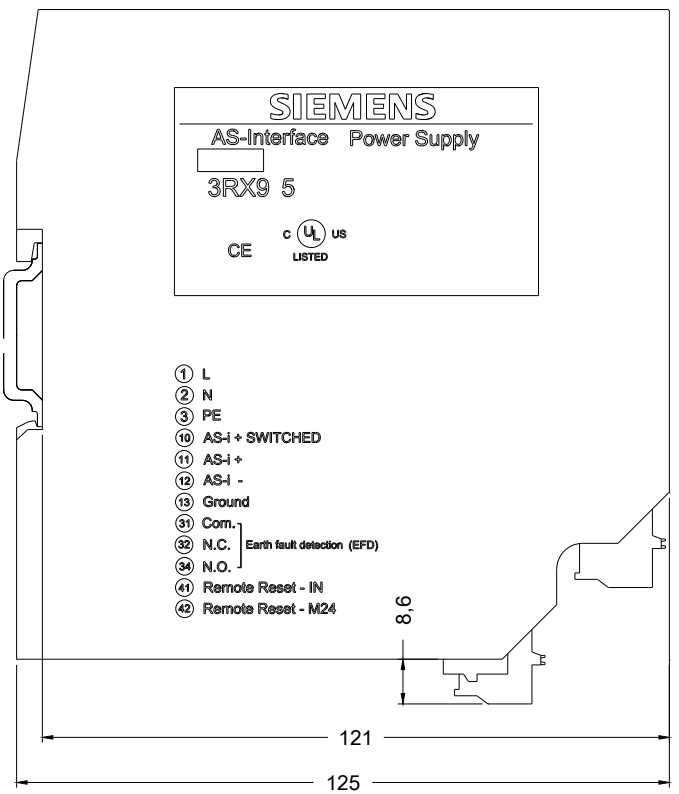 SIEMENS
AS-Interface Power Supply
3RX9 5
C UL US
LISTED
CE
1 L
2 N
3 PE
10 AS-i + SWITCHED
11 AS-i +
12 AS-i -
13 Ground
31 Com.
32 N.C. Earth fault detection (EFD)
34 N.O.
41 Remote Reset - IN
42 Remote Reset - M24
8,6
121
125